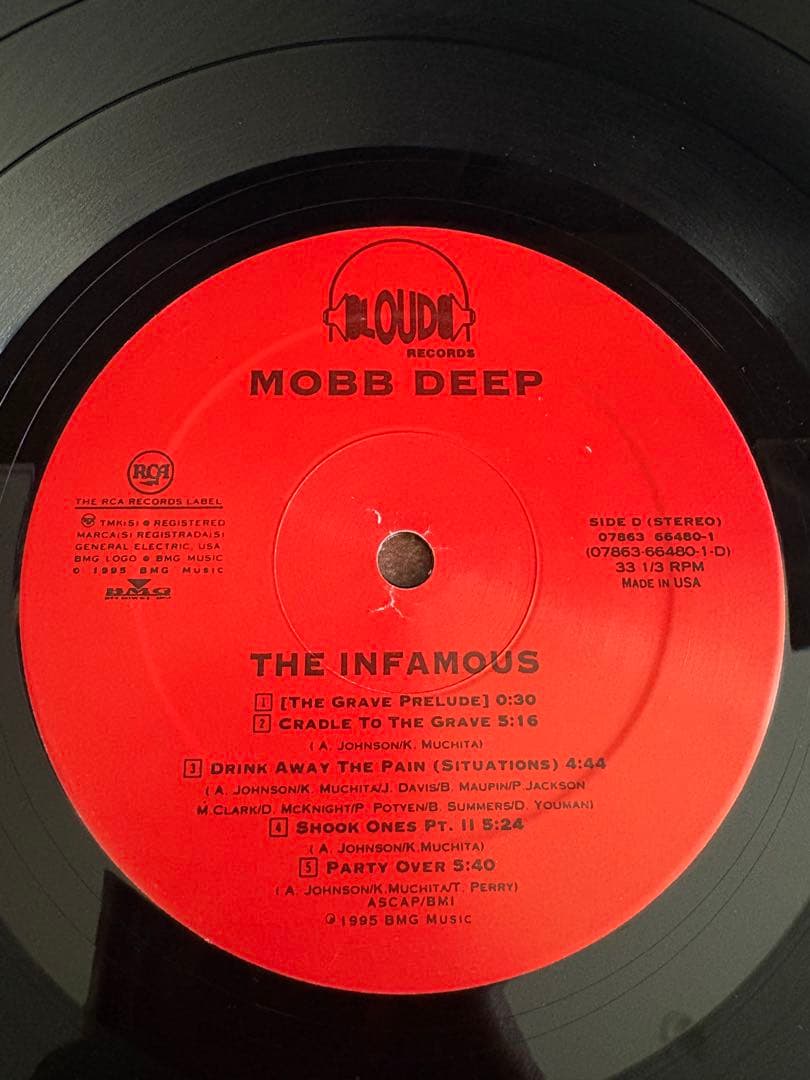 LOUD
RECORDS
MOBB DEEP
RCA
THE RCA RECORDS LABEL
TMK(S) ® REGISTERED
MARCA(S) REGISTRADA(S)
GENERAL ELECTRIC, USA
BMG LOGO ® BMG MUSIC
© 1995 BMG MUSIC
BMG
SIDE D (STEREO)
07863 66480-1
(07863-66480-1-D)
33 1/3 RPM
MADE IN USA
THE INFAMOUS
1 [THE GRAVE PRELUDE] 0:30
2 CRADLE TO THE GRAVE 5:16
( A. JOHNSON/K. MUCHITA)
3 DRINK AWAY THE PAIN (SITUATIONS) 4:44
( A. JOHNSON/K. MUCHITA/J. DAVIS/B. MAUPIN/P. JACKSON
M.CLARK/D. MCKNIGHT/P. POTYEN/B. SUMMERS/D. YOUMAN)
4 SHOOK ONES PT. II 5:24
( A. JOHNSON/K.MUCHITA)
5 PARTY OVER 5:40
( A. JOHNSON/K.MUCHITA/T. PERRY)
ASCAP/BMI
℗ 1995 BMG MUSIC